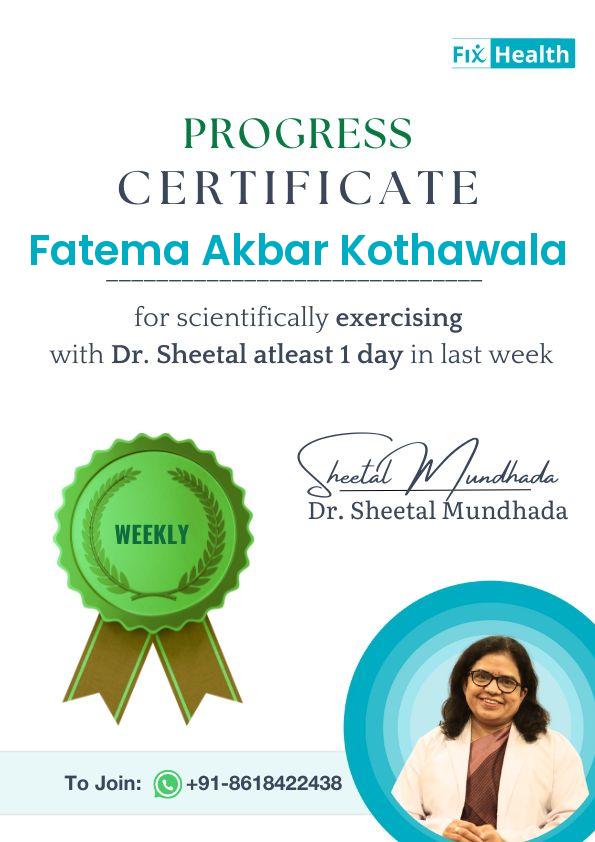 Fix Health
PROGRESS
CERTIFICATE
Fatema Akbar Kothawala
for scientifically exercising
with Dr. Sheetal atleast 1 day in last week
WEEKLY
Sheetal Mundhada
Dr. Sheetal Mundhada
To Join: +91-8618422438